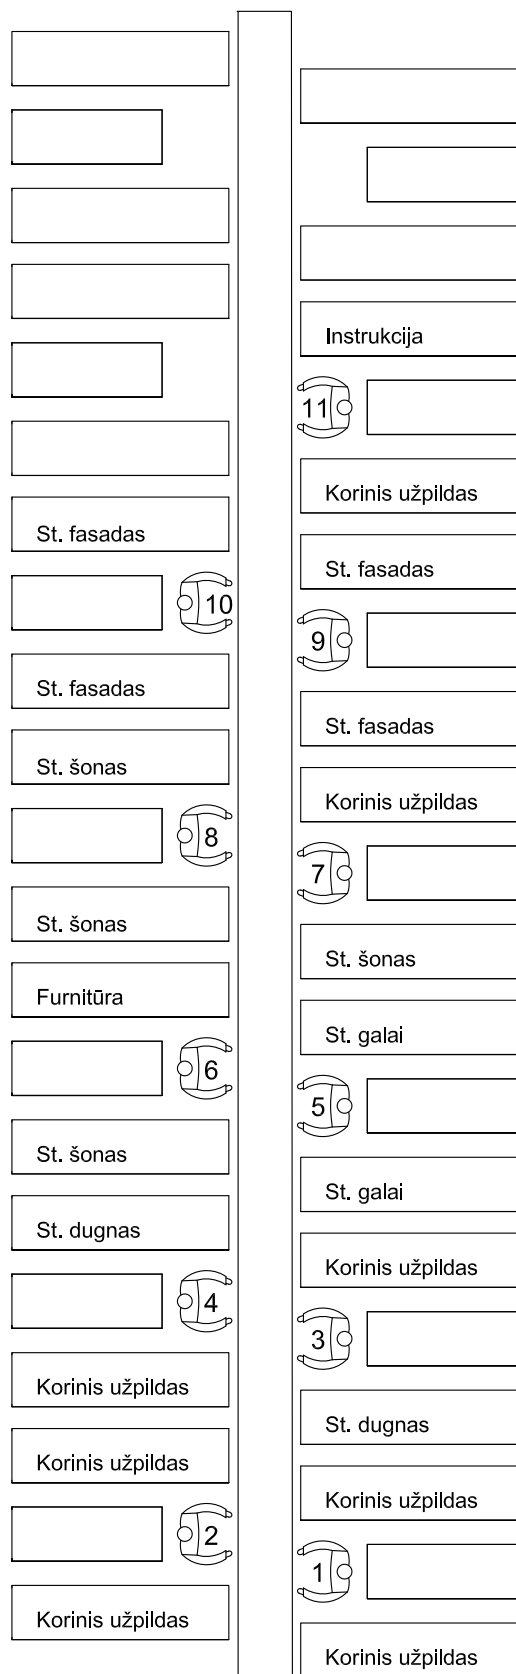 Instrukcija
11
Korinis užpildas
St. fasadas
St. fasadas
10
9
St. fasadas
St. fasadas
St. šonas
Korinis užpildas
8
7
St. šonas
St. šonas
Furnitūra
St. galai
6
5
St. šonas
St. galai
St. dugnas
Korinis užpildas
4
3
Korinis užpildas
St. dugnas
Korinis užpildas
Korinis užpildas
2
1
Korinis užpildas
Korinis užpildas